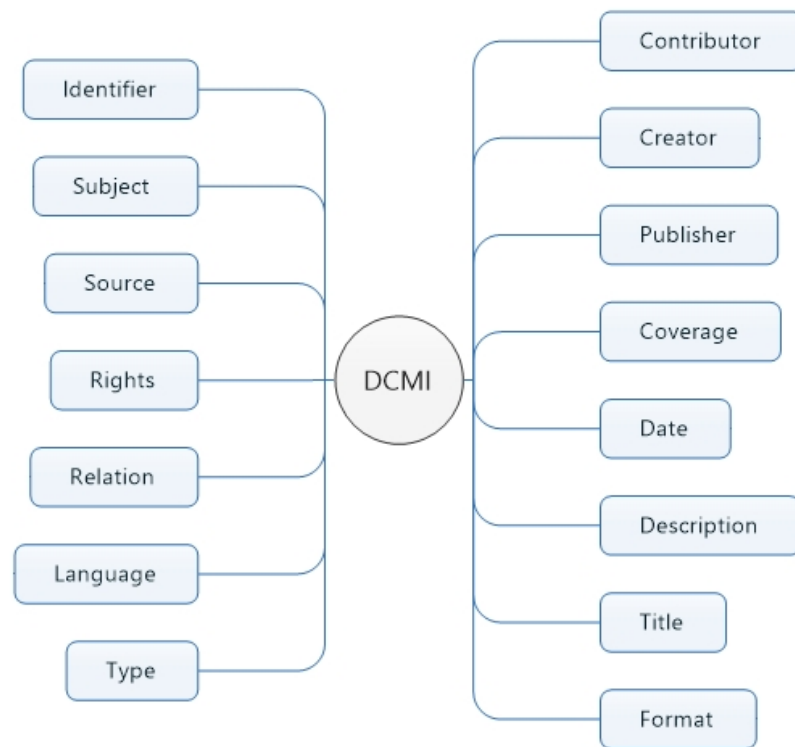 Identifier
Subject
Source
Rights
Relation
Language
Type
DCMI
Contributor
Creator
Publisher
Coverage
Date
Description
Title
Format